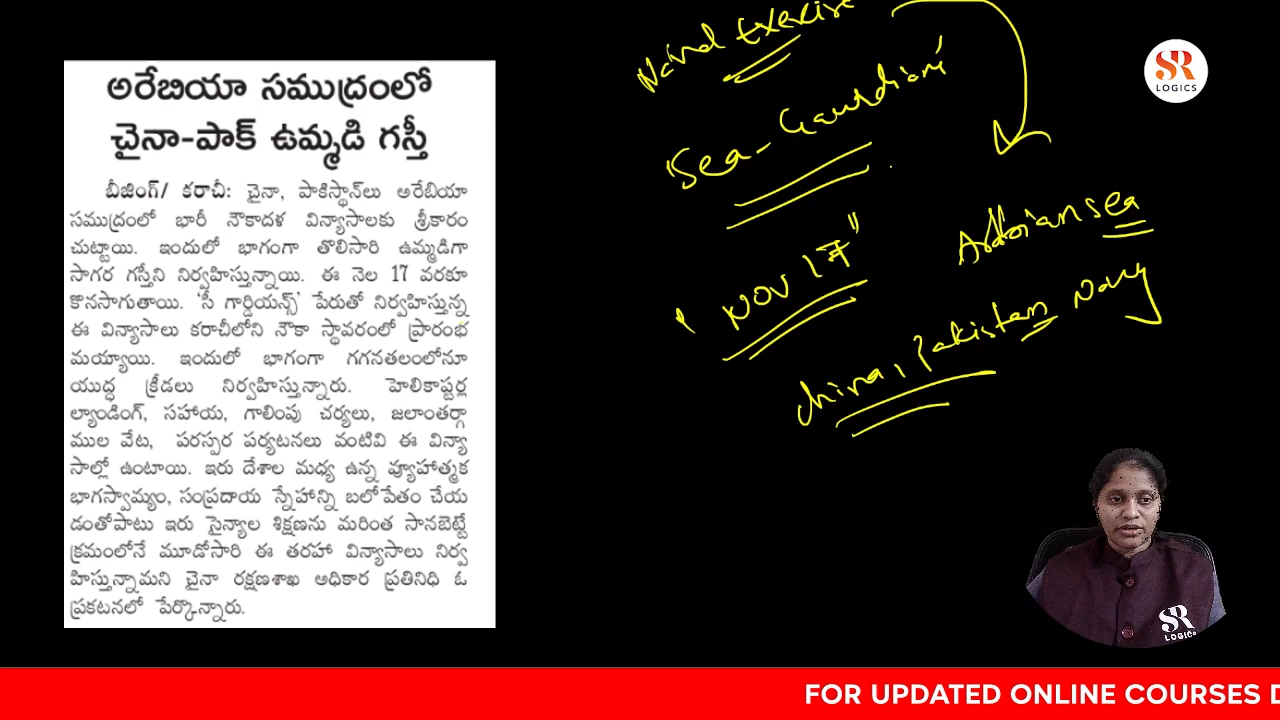 అరేబియా సముద్రంలో
చైనా-పాక్ ఉమ్మడి గస్తీ
బీజింగ్/ కరాచీ: చైనా, పాకిస్థాన్‌లు అరేబియా
సముద్రంలో భారీ నౌకాదళ విన్యాసాలకు శ్రీకారం
చుట్టాయి. ఇందులో భాగంగా తొలిసారి ఉమ్మడిగా
సాగర గస్తీని నిర్వహిస్తున్నాయి. ఈ నెల 17 వరకూ
కొనసాగుతాయి. 'సీ గార్డియన్స్' పేరుతో నిర్వహిస్తున్న
ఈ విన్యాసాలు కరాచీలోని నౌకా స్థావరంలో ప్రారంభ
మయ్యాయి. ఇందులో భాగంగా గగనతలంలోనూ
యుద్ధ క్రీడలు నిర్వహిస్తున్నారు. హెలికాప్టర్ల
ల్యాండింగ్, సహాయ, గాలింపు చర్యలు, జలాంతర్గా
ముల వేట, పరస్పర పర్యటనలు వంటివి ఈ విన్యా
సాల్లో ఉంటాయి. ఇరు దేశాల మధ్య ఉన్న వ్యూహాత్మక
భాగస్వామ్యం, సంప్రదాయ స్నేహాన్ని బలోపేతం చేయ
డంతోపాటు ఇరు సైన్యాల శిక్షణను మరింత సానబెట్టే
క్రమంలోనే మూడోసారి ఈ తరహా విన్యాసాలు నిర్వ
హిస్తున్నామని చైనా రక్షణశాఖ అధికార ప్రతినిధి ఓ
ప్రకటనలో పేర్కొన్నారు.
Exercise
Sea-
"NOV 17"
sea
china, pakistan Navy
SR
LOGICS
SR
LOGICS
FOR UPDATED ONLINE COURSES D